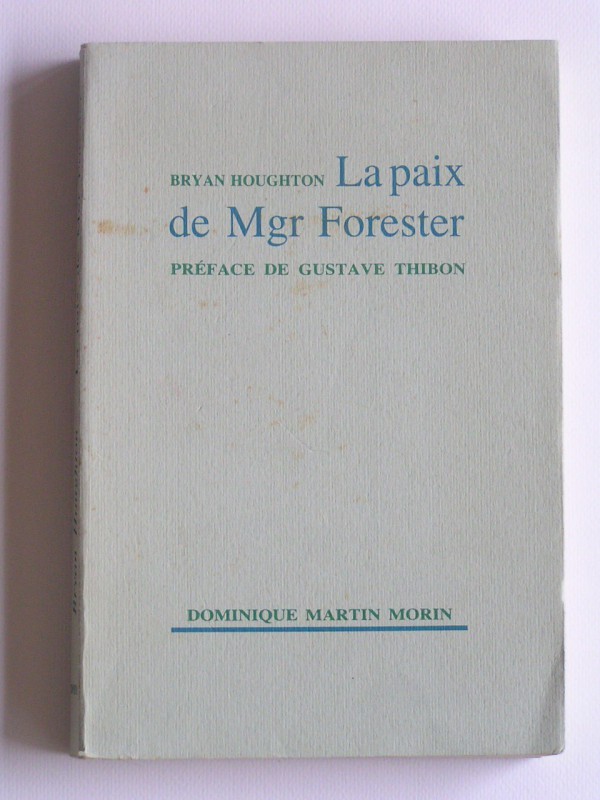 BRYAN HOUGHTON La paix
de Mgr Forester
PRÉFACE DE GUSTAVE THIBON
DOMINIQUE MARTIN MORIN